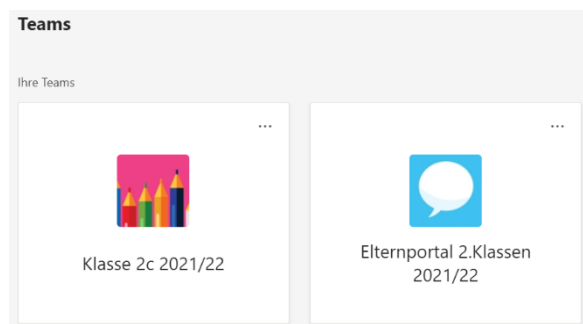 Teams
Ihre Teams
...
...
Klasse 2c 2021/22
Elternportal 2.Klassen
2021/22